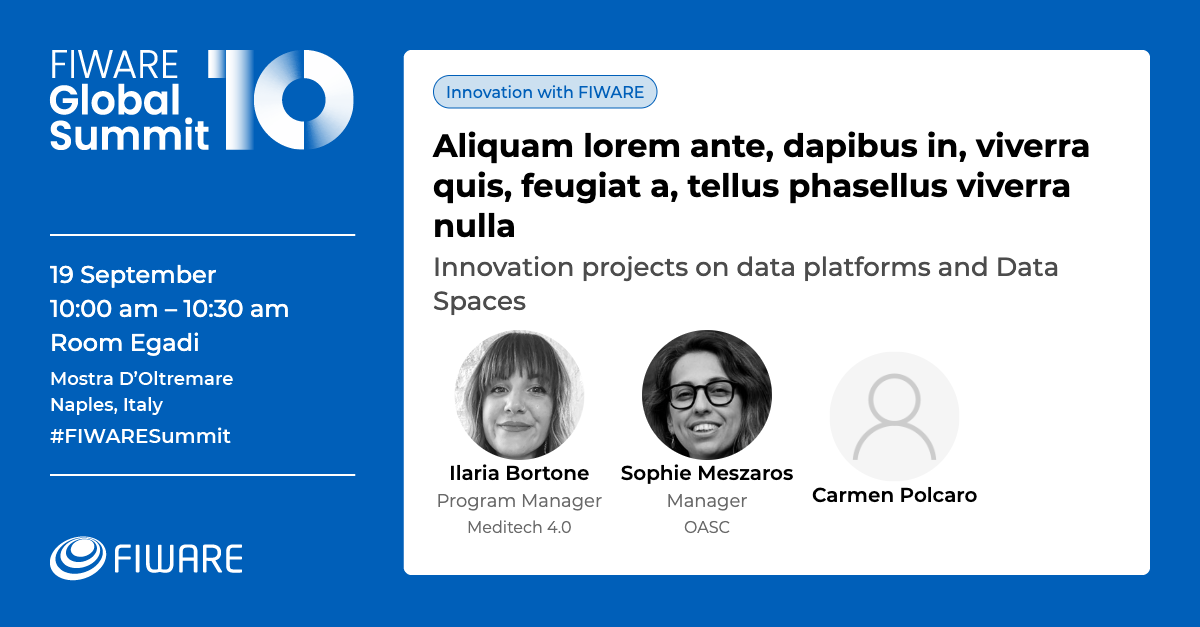 FIWARE
Global
Summit
10
19 September
10:00 am – 10:30 am
Room Egadi
Mostra D’Oltremare
Naples, Italy
#FIWARESummit
FIWARE
Innovation with FIWARE
Aliquam lorem ante, dapibus in, viverra
quis, feugiat a, tellus phasellus viverra
nulla
Innovation projects on data platforms and Data
Spaces
Ilaria Bortone
Program Manager
Meditech 4.0
Sophie Meszaros
Manager
OASC
Carmen Polcaro